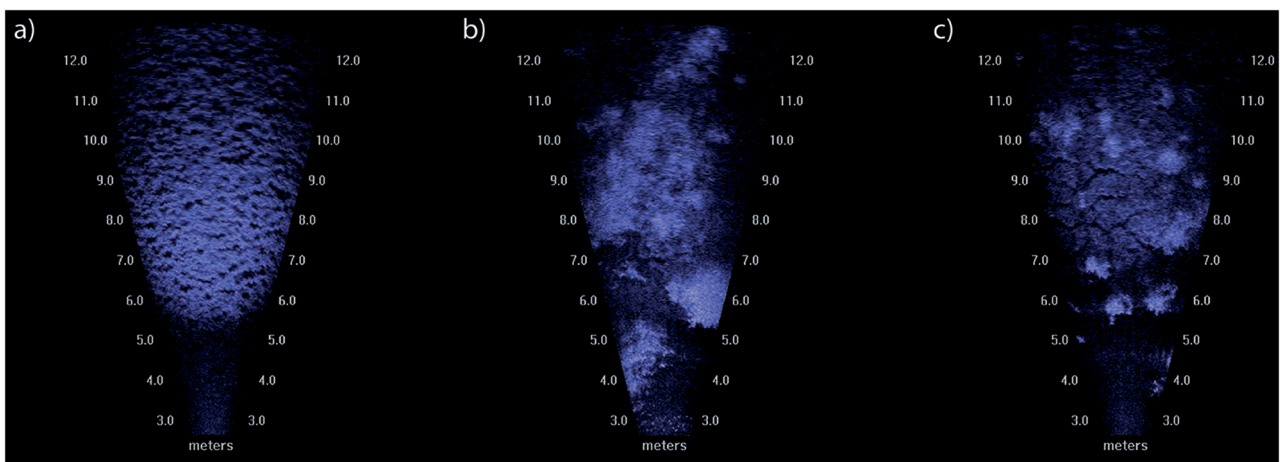 a)
b)
c)
12.0 12.0 12.0 12.0 12.0 12.0
11.0 11.0 11.0 11.0 11.0 11.0
10.0 10.0 10.0 10.0 10.0 10.0
9.0 9.0 9.0 9.0 9.0 9.0
8.0 8.0 8.0 8.0 8.0 8.0
7.0 7.0 7.0 7.0 7.0 7.0
6.0 6.0 6.0 6.0 6.0 6.0
5.0 5.0 5.0 5.0 5.0 5.0
4.0 4.0 4.0 4.0 4.0 4.0
3.0 3.0 3.0 3.0 3.0 3.0
meters meters meters